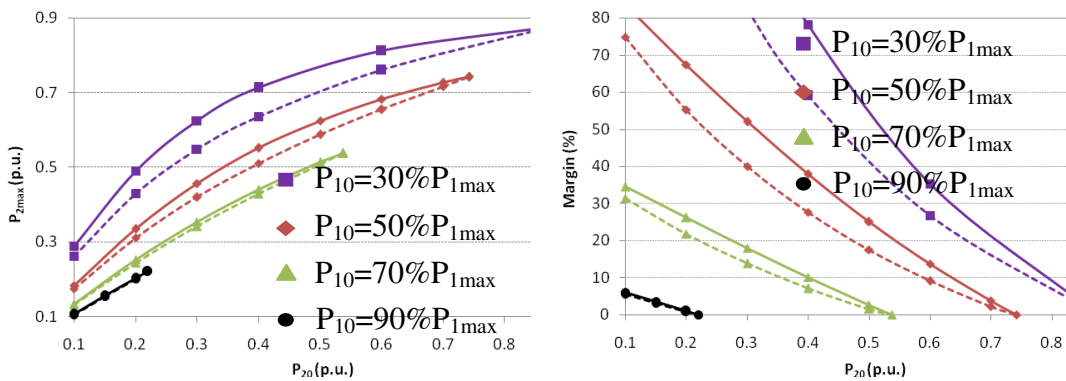 P2max (p.u.)
0.9
0.7
0.5
0.3
0.1
P10=30%P1max
P10=50%P1max
P10=70%P1max
P10=90%P1max
0.1 0.2 0.3 0.4 0.5 0.6 0.7 0.8
P20 (p.u.)
Margin (%)
80
70
60
50
40
30
20
10
0
P10=30%P1max
P10=50%P1max
P10=70%P1max
P10=90%P1max
0.1 0.2 0.3 0.4 0.5 0.6 0.7 0.8
P20 (p.u.)